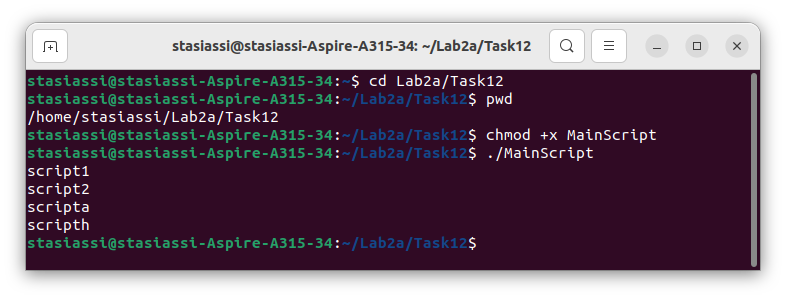 stasiassi@stasiassi-Aspire-A315-34: ~/Lab2a/Task12
stasiassi@stasiassi-Aspire-A315-34:~$ cd Lab2a/Task12
stasiassi@stasiassi-Aspire-A315-34:~/Lab2a/Task12$ pwd
/home/stasiassi/Lab2a/Task12
stasiassi@stasiassi-Aspire-A315-34:~/Lab2a/Task12$ chmod +x MainScript
stasiassi@stasiassi-Aspire-A315-34:~/Lab2a/Task12$ ./MainScript
script1
script2
scripta
scripth
stasiassi@stasiassi-Aspire-A315-34:~/Lab2a/Task12$